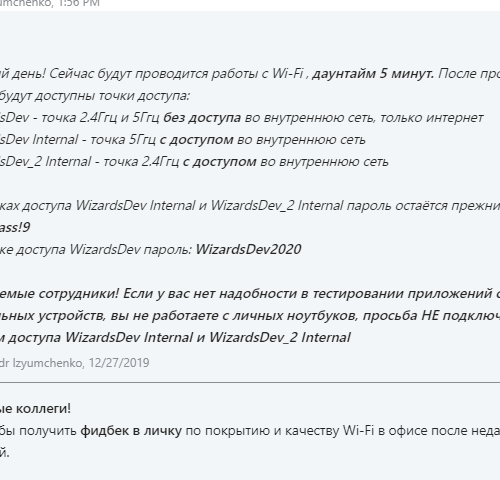 umchenko, 1:56 PM
й день! Сейчас будут проводится работы с Wi-Fi , даунтайм 5 минут. После про
будут доступны точки доступа:
sDev - точка 2.4Ггц и 5Ггц без доступа во внутреннюю сеть, только интернет
sDev Internal - точка 5Ггц с доступом во внутреннюю сеть
sDev_2 Internal - точка 2.4Ггц с доступом во внутреннюю сеть
ках доступа WizardsDev Internal и WizardsDev_2 Internal пароль остаётся прежни
ass!9
ке доступа WizardsDev пароль: WizardsDev2020
емые сотрудники! Если у вас нет надобности в тестировании приложений с
льных устройств, вы не работаете с личных ноутбуков, просьба НЕ подключ
м доступа WizardsDev Internal и WizardsDev_2 Internal
dr Izyumchenko, 12/27/2019
ые коллеги!
бы получить фидбек в личку по покрытию и качеству Wi-Fi в офисе после неда
й.